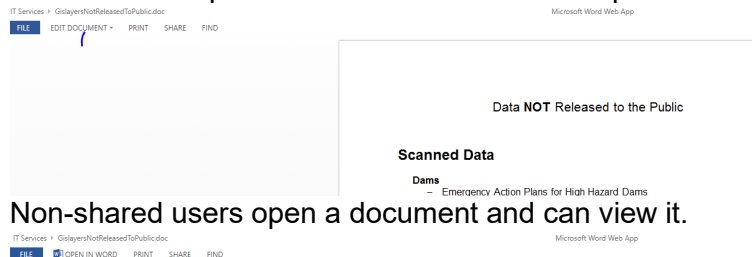 IT Services › GislayersNotReleasedToPublic.doc Microsoft Word Web App
FILE EDIT DOCUMENT PRINT SHARE FIND
Data NOT Released to the Public
Scanned Data
Dams
– Emergency Action Plans for High Hazard Dams
Non-shared users open a document and can view it.
IT Services › GislayersNotReleasedToPublic.doc Microsoft Word Web App
FILE OPEN IN WORD PRINT SHARE FIND